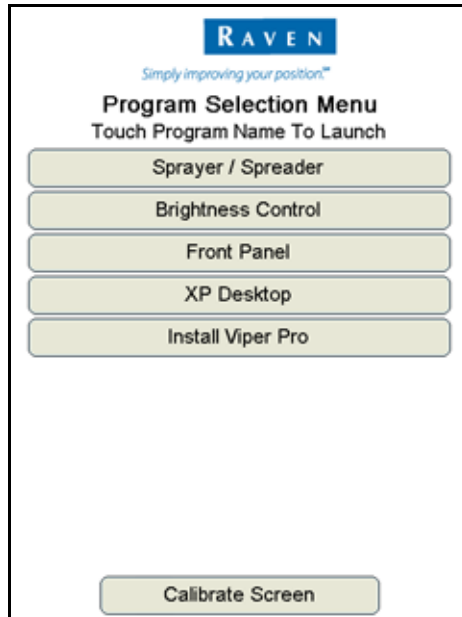 RAVEN
Simply improving your position.℠
Program Selection Menu
Touch Program Name To Launch
Sprayer / Spreader
Brightness Control
Front Panel
XP Desktop
Install Viper Pro
Calibrate Screen